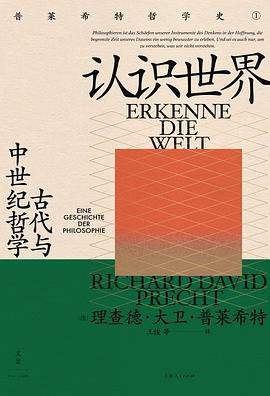 普莱希特哲学史①
Philosophieren ist das Schärfen unserer Instrumente des Denkens in der Hoffnung, die
begrenzte Zeit unseres Daseins ein wenig bewusster zu erleben. Und sei es auch nur, um
zu verstehen, was wir nicht verstehen.
认识世界
ERKENNE
DIE
WELT
古代与
中世纪哲学
EINE
GESCHICHTE
DER
PHILOSOPHIE
RICHARD DAVID
PRECHT
[德] 理查德·大卫·普莱希特
王俊 等 译
文景
上海人民出版社